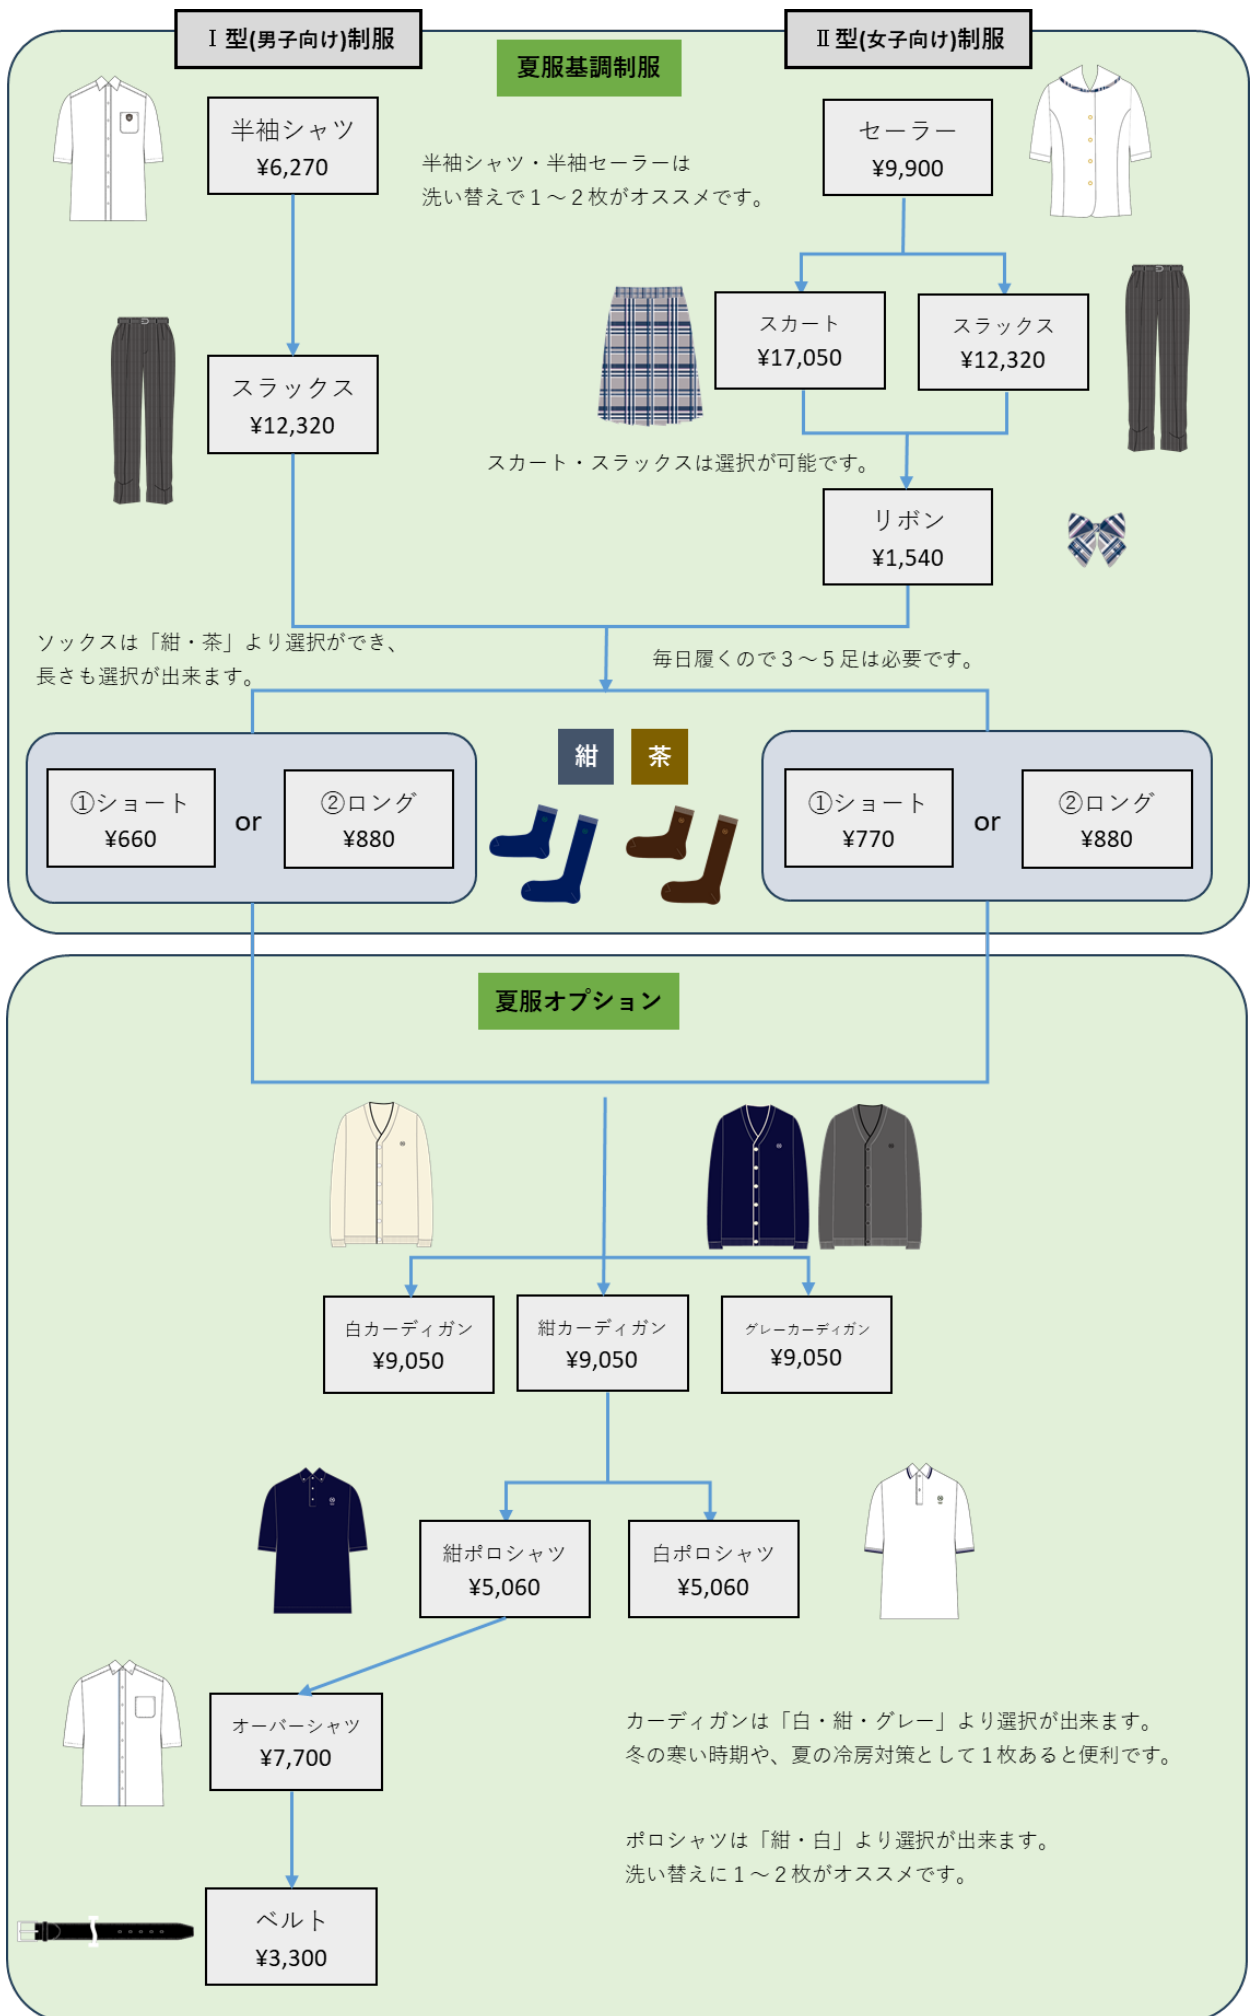 Ⅰ型(男子向け)制服
Ⅱ型(女子向け)制服
夏服基調制服
半袖シャツ
¥6,270
半袖シャツ・半袖セーラーは
洗い替えで1～2枚がオススメです。
セーラー
¥9,900
スラックス
¥12,320
スカート
¥17,050
スラックス
¥12,320
スカート・スラックスは選択が可能です。
リボン
¥1,540
ソックスは「紺・茶」より選択ができ、
長さも選択が出来ます。
毎日履くので3～5足は必要です。
①ショート
¥660
or
②ロング
¥880
紺
茶
①ショート
¥770
or
②ロング
¥880
夏服オプション
白カーディガン
¥9,050
紺カーディガン
¥9,050
グレーカーディガン
¥9,050
紺ポロシャツ
¥5,060
白ポロシャツ
¥5,060
オーバーシャツ
¥7,700
カーディガンは「白・紺・グレー」より選択が出来ます。
冬の寒い時期や、夏の冷房対策として1枚あると便利です。
ポロシャツは「紺・白」より選択が出来ます。
洗い替えに1～2枚がオススメです。
ベルト
¥3,300